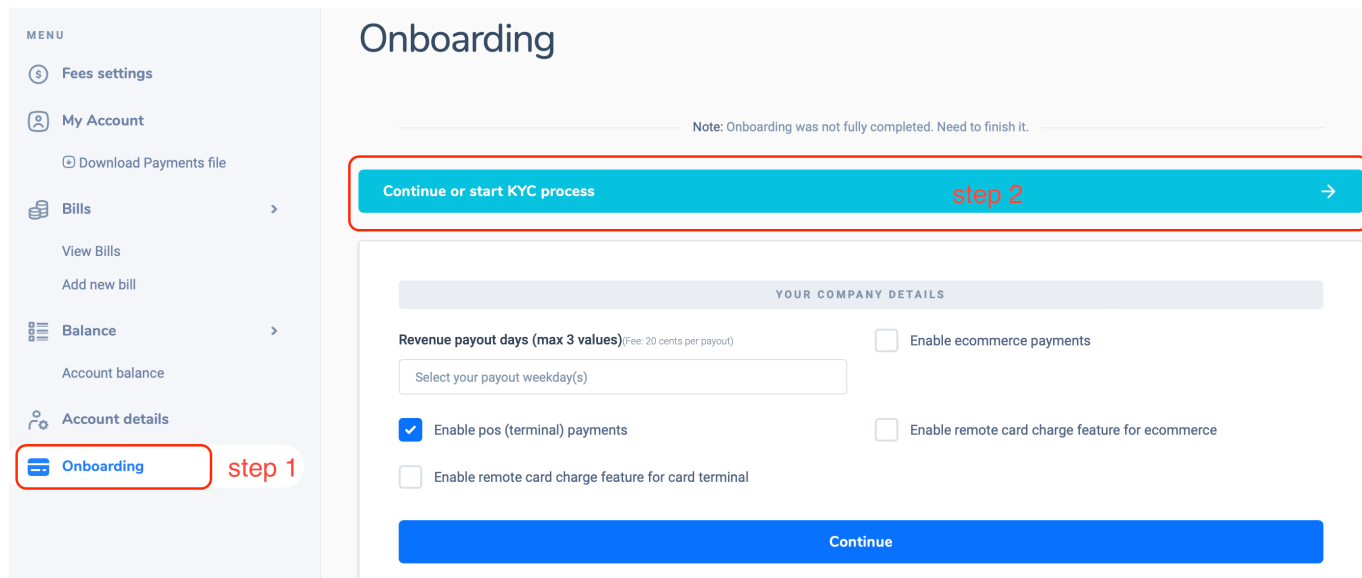 MENU
Fees settings
My Account
Download Payments file
Bills
View Bills
Add new bill
Balance
Account balance
Account details
Onboarding
step 1
Onboarding
Note: Onboarding was not fully completed. Need to finish it.
Continue or start KYC process
step 2
YOUR COMPANY DETAILS
Revenue payout days (max 3 values)(Fee: 20 cents per payout)
Enable ecommerce payments
Select your payout weekday(s)
Enable pos (terminal) payments
Enable remote card charge feature for ecommerce
Enable remote card charge feature for card terminal
Continue